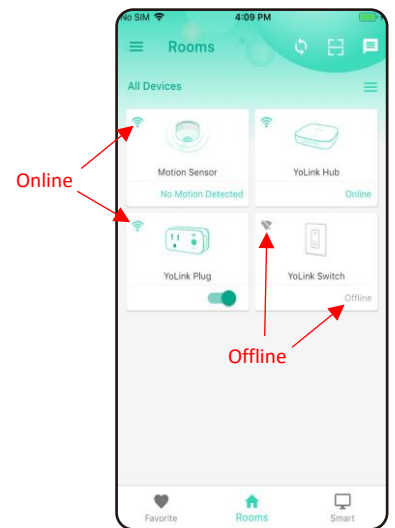 No SIM 4:09 PM
Rooms
All Devices
Motion Sensor
YoLink Hub
No Motion Detected
Online
Online
YoLink Plug
YoLink Switch
Offline
Offline
Favorite
Rooms
Smart